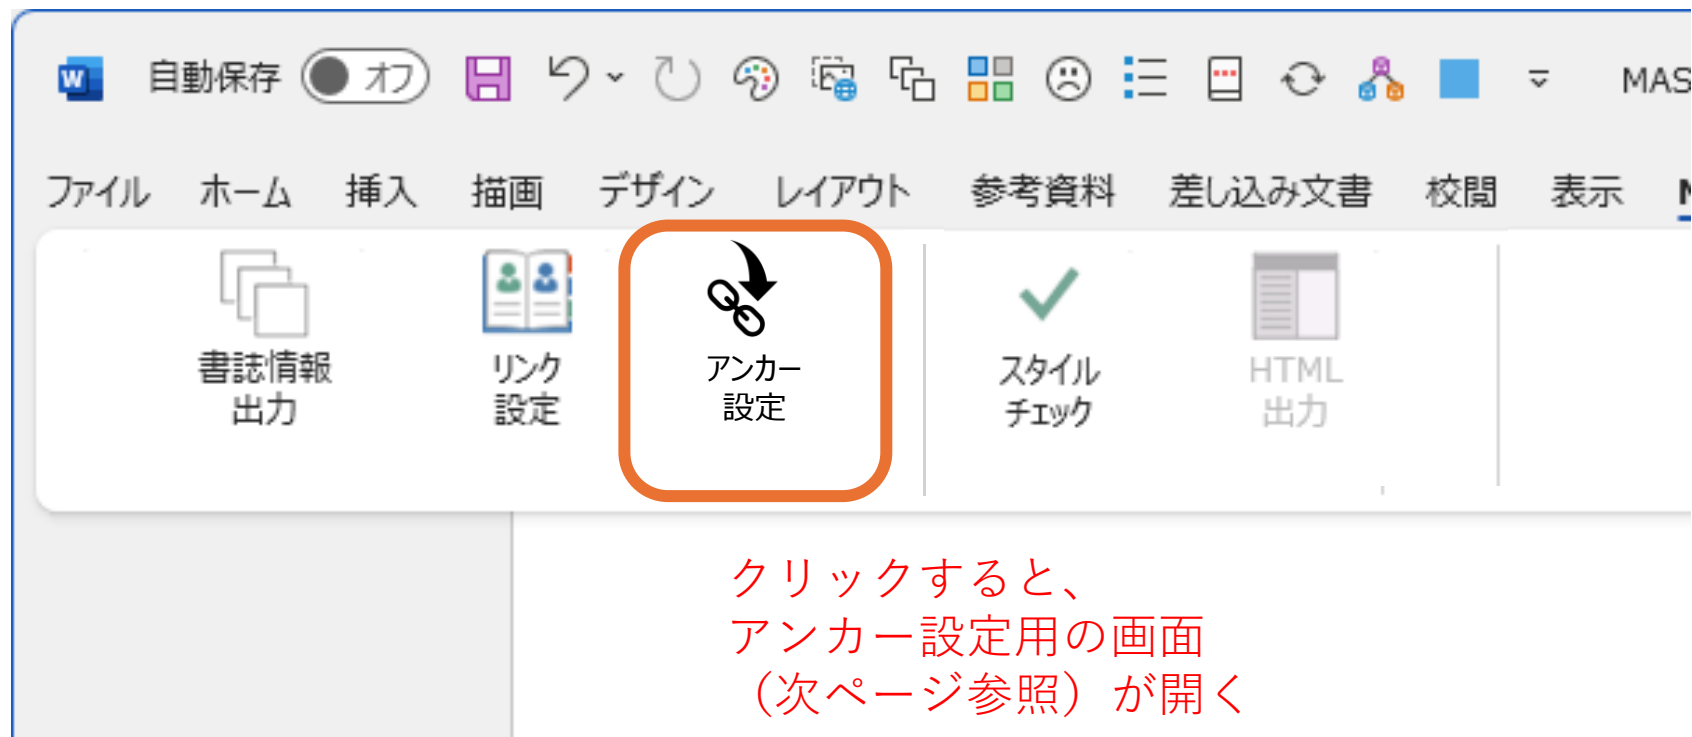 W 自動保存 オフ MAS
ファイル ホーム 挿入 描画 デザイン レイアウト 参考資料 差し込み文書 校閲 表示
書誌情報
出力
リンク
設定
アンカー
設定
スタイル
チェック
HTML
出力
クリックすると、
アンカー設定用の画面
（次ページ参照）が開く